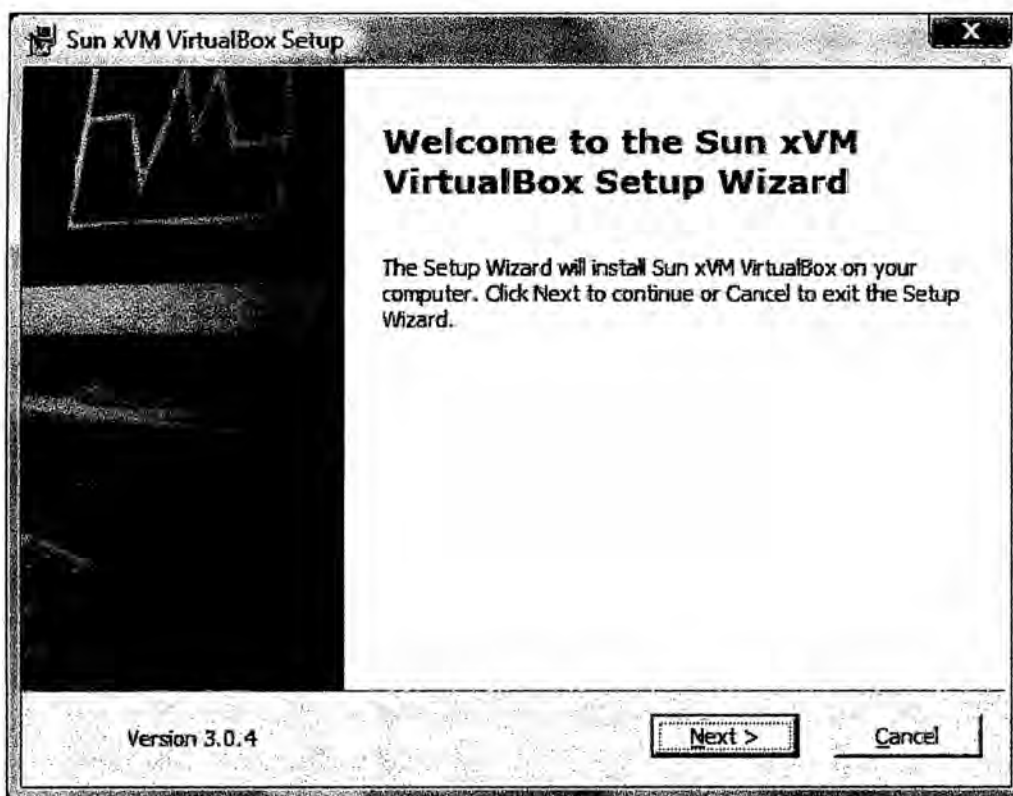 Sun xVM VirtualBox Setup
X
Welcome to the Sun xVM
VirtualBox Setup Wizard
The Setup Wizard will install Sun xVM VirtualBox on your
computer. Click Next to continue or Cancel to exit the Setup
Wizard.
Version 3.0.4
Next >
Cancel